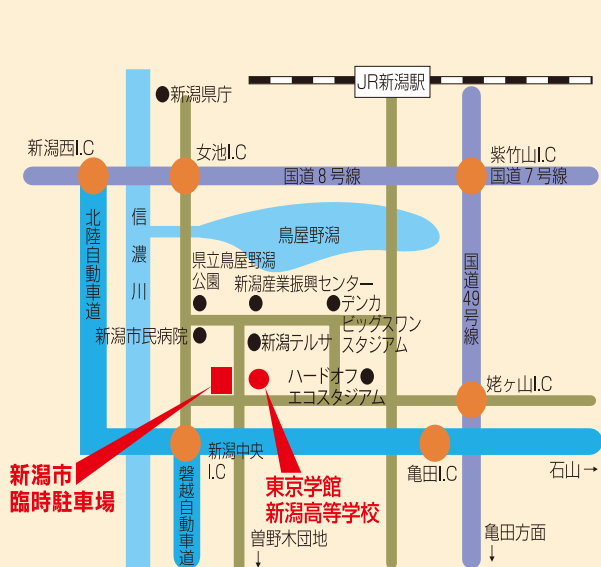 JR新潟駅
新潟県庁
新潟西I.C
女池I.C
紫竹山I.C
国道8号線
国道7号線
北陸自動車道
信濃川
鳥屋野潟
国道49号線
県立鳥屋野潟
公園
新潟産業振興センター
デンカ
ビッグスワン
スタジアム
新潟市民病院
新潟テルサ
ハードオフ
エコスタジアム
姥ヶ山I.C
新潟市
臨時駐車場
新潟中央
I.C
亀田I.C
石山→
東京学館
新潟高等学校
磐越自動車道
曽野木団地
↓
亀田方面
↓